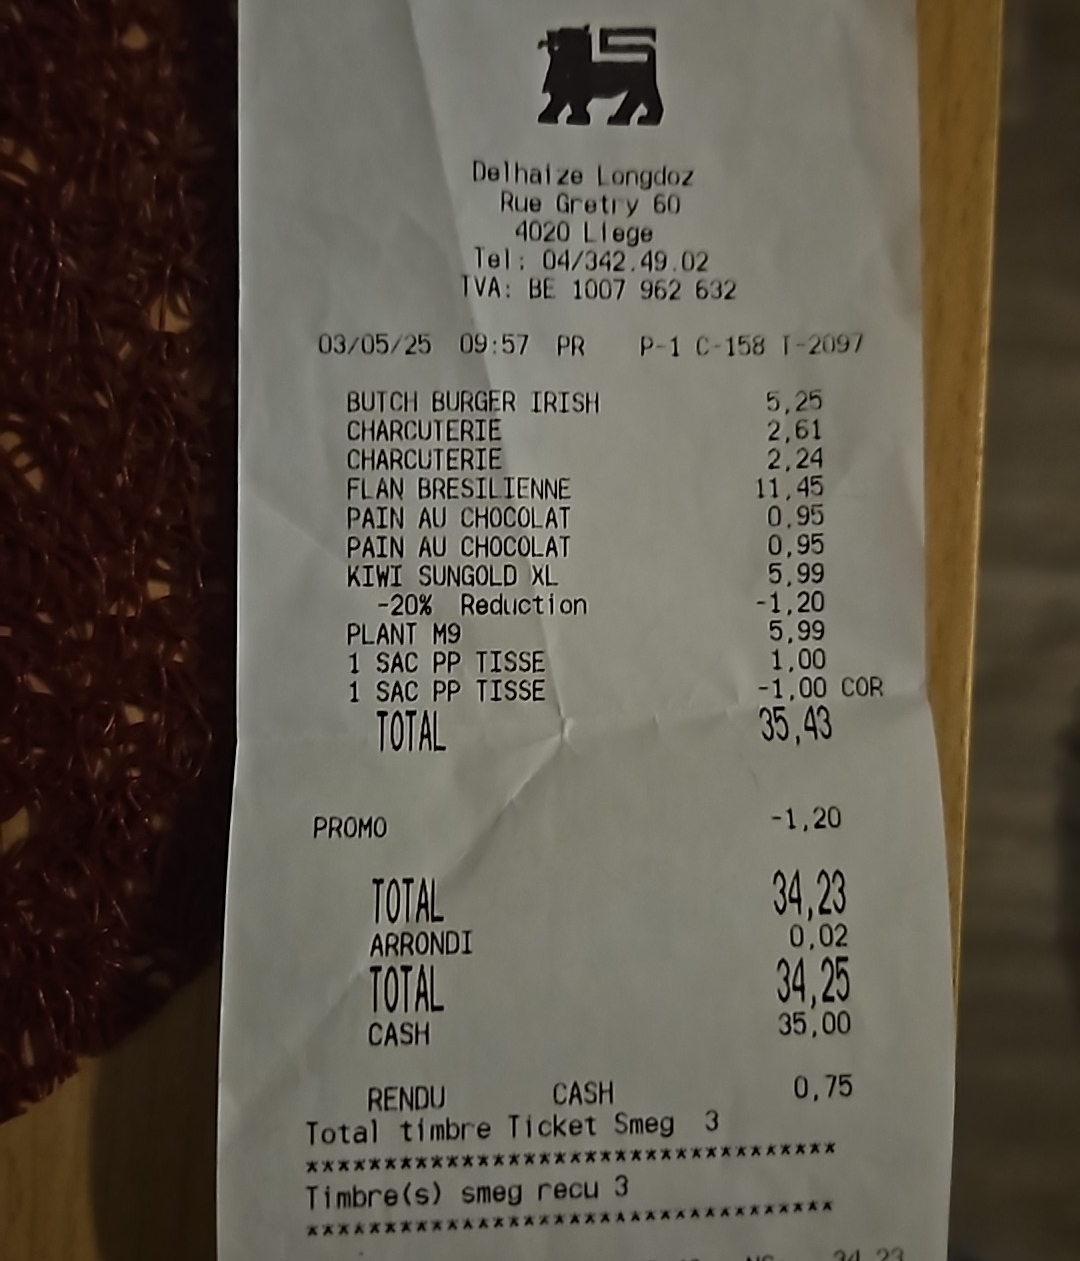 Delhaize Longdoz
Rue Gretry 60
4020 Liege
Tel: 04/342.49.02
TVA: BE 1007 962 632
03/05/25 09:57 PR P-1 C-158 T-2097
BUTCH BURGER IRISH 5,25
CHARCUTERIE 2,61
CHARCUTERIE 2,24
FLAN BRESILIENNE 11,45
PAIN AU CHOCOLAT 0,95
PAIN AU CHOCOLAT 0,95
KIWI SUNGOLD XL 5,99
-20% Reduction -1,20
PLANT M9 5,99
1 SAC PP TISSE 1,00
1 SAC PP TISSE -1,00 COR
TOTAL 35,43
PROMO -1,20
TOTAL 34,23
ARRONDI 0,02
TOTAL 34,25
CASH 35,00
RENDU CASH 0,75
Total timbre Ticket Smeg 3
**********************************
Timbre(s) smeg recu 3
**********************************
34,23